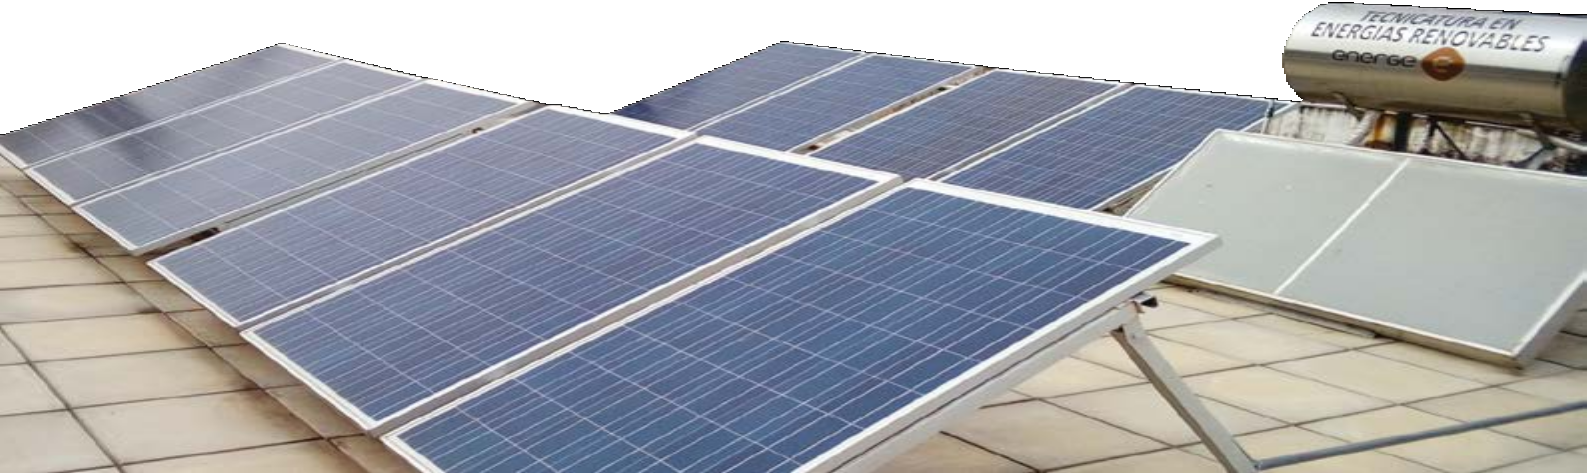 TECNICATURA EN
ENERGIAS RENOVABLES
energe